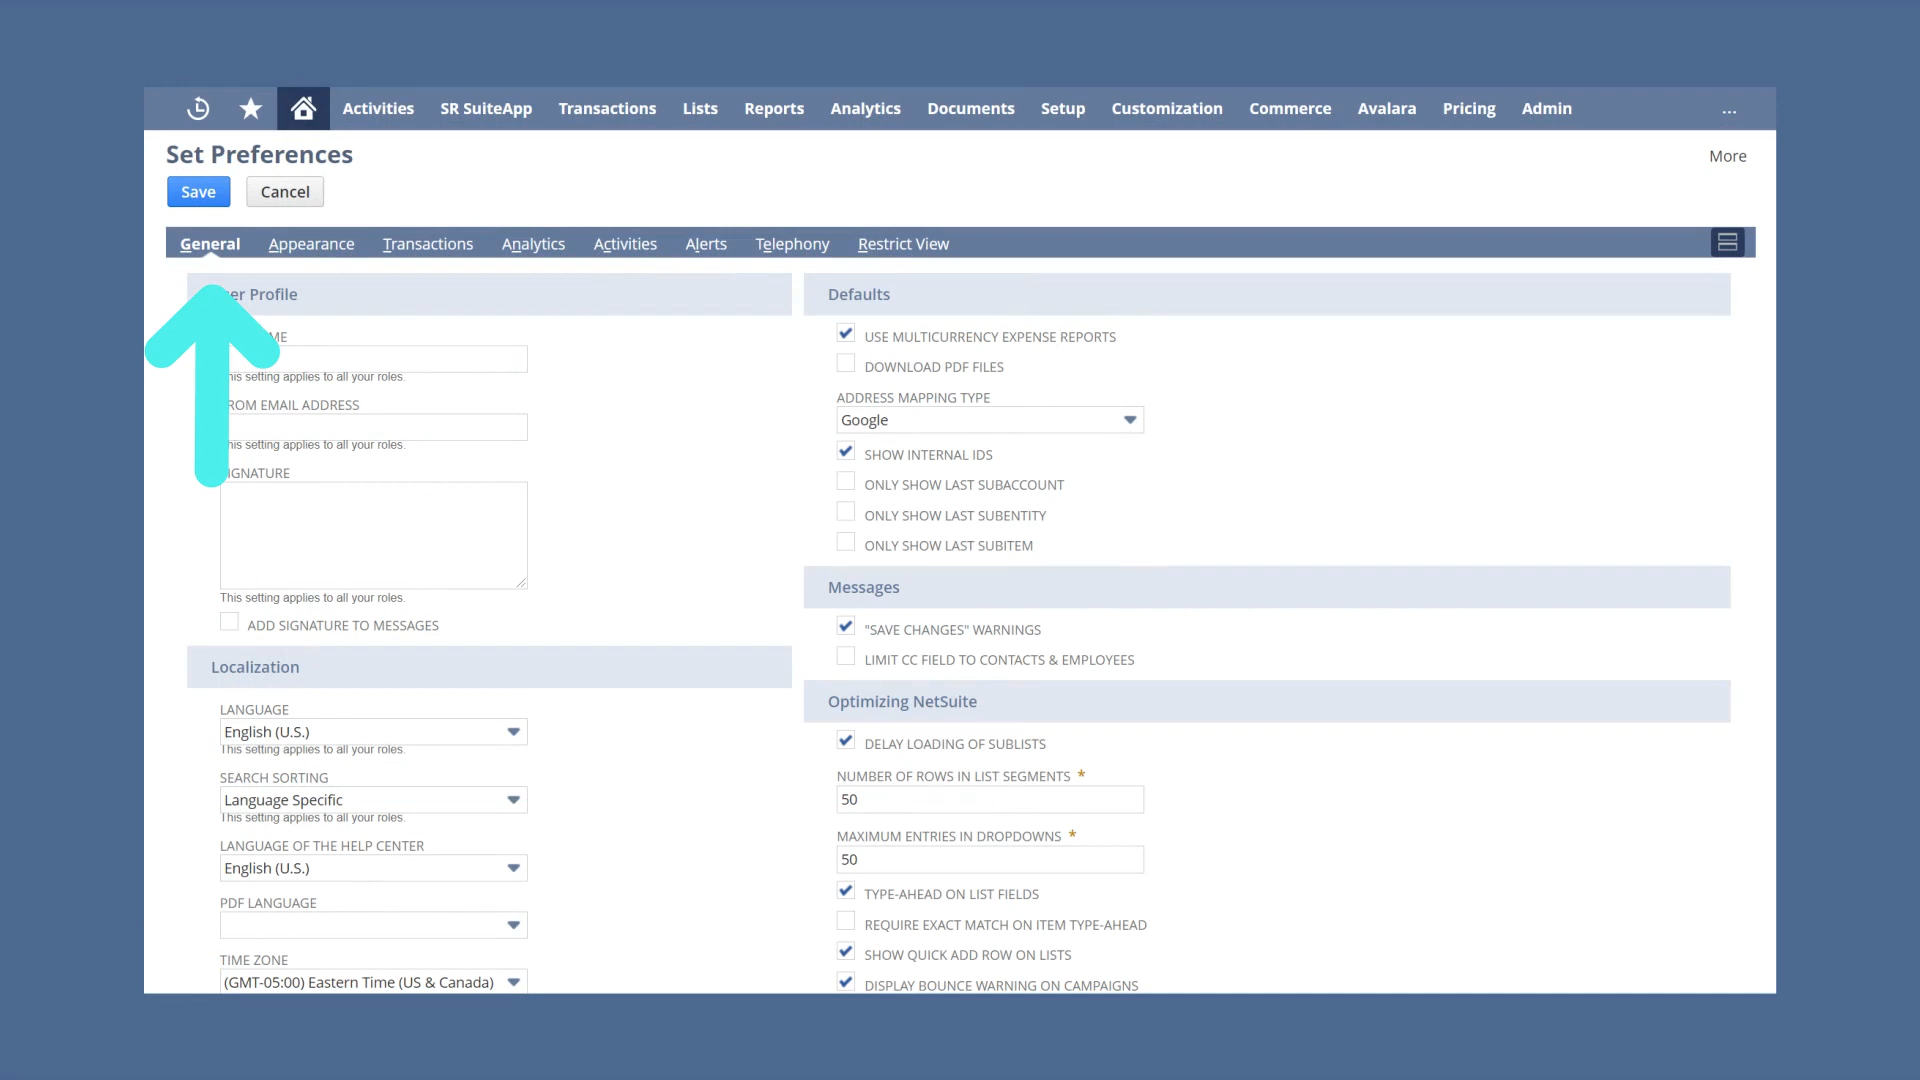 Activities SR SuiteApp Transactions Lists Reports Analytics Documents Setup Customization Commerce Avalara Pricing Admin ...
Set Preferences
More
Save Cancel
General Appearance Transactions Analytics Activities Alerts Telephony Restrict View
Profile
This setting applies to all your roles.
EMAIL ADDRESS
This setting applies to all your roles.
This setting applies to all your roles.
ADD SIGNATURE TO MESSAGES
Localization
LANGUAGE
English (U.S.)
This setting applies to all your roles.
SEARCH SORTING
Language Specific
This setting applies to all your roles.
LANGUAGE OF THE HELP CENTER
English (U.S.)
PDF LANGUAGE
TIME ZONE
(GMT-05:00) Eastern Time (US & Canada)
Defaults
USE MULTICURRENCY EXPENSE REPORTS
DOWNLOAD PDF FILES
ADDRESS MAPPING TYPE
Google
SHOW INTERNAL IDS
ONLY SHOW LAST SUBACCOUNT
ONLY SHOW LAST SUBENTITY
ONLY SHOW LAST SUBITEM
Messages
"SAVE CHANGES" WARNINGS
LIMIT CC FIELD TO CONTACTS & EMPLOYEES
Optimizing NetSuite
DELAY LOADING OF SUBLISTS
NUMBER OF ROWS IN LIST SEGMENTS *
50
MAXIMUM ENTRIES IN DROPDOWNS *
50
TYPE-AHEAD ON LIST FIELDS
REQUIRE EXACT MATCH ON ITEM TYPE-AHEAD
SHOW QUICK ADD ROW ON LISTS
DISPLAY BOUNCE WARNING ON CAMPAIGNS